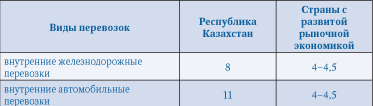 Виды перевозок
Республика
Казахстан
Страны с
развитой
рыночной
экономикой
внутренние железнодорожные
перевозки
8
4–4,5
внутренние автомобильные
перевозки
11
4–4,5